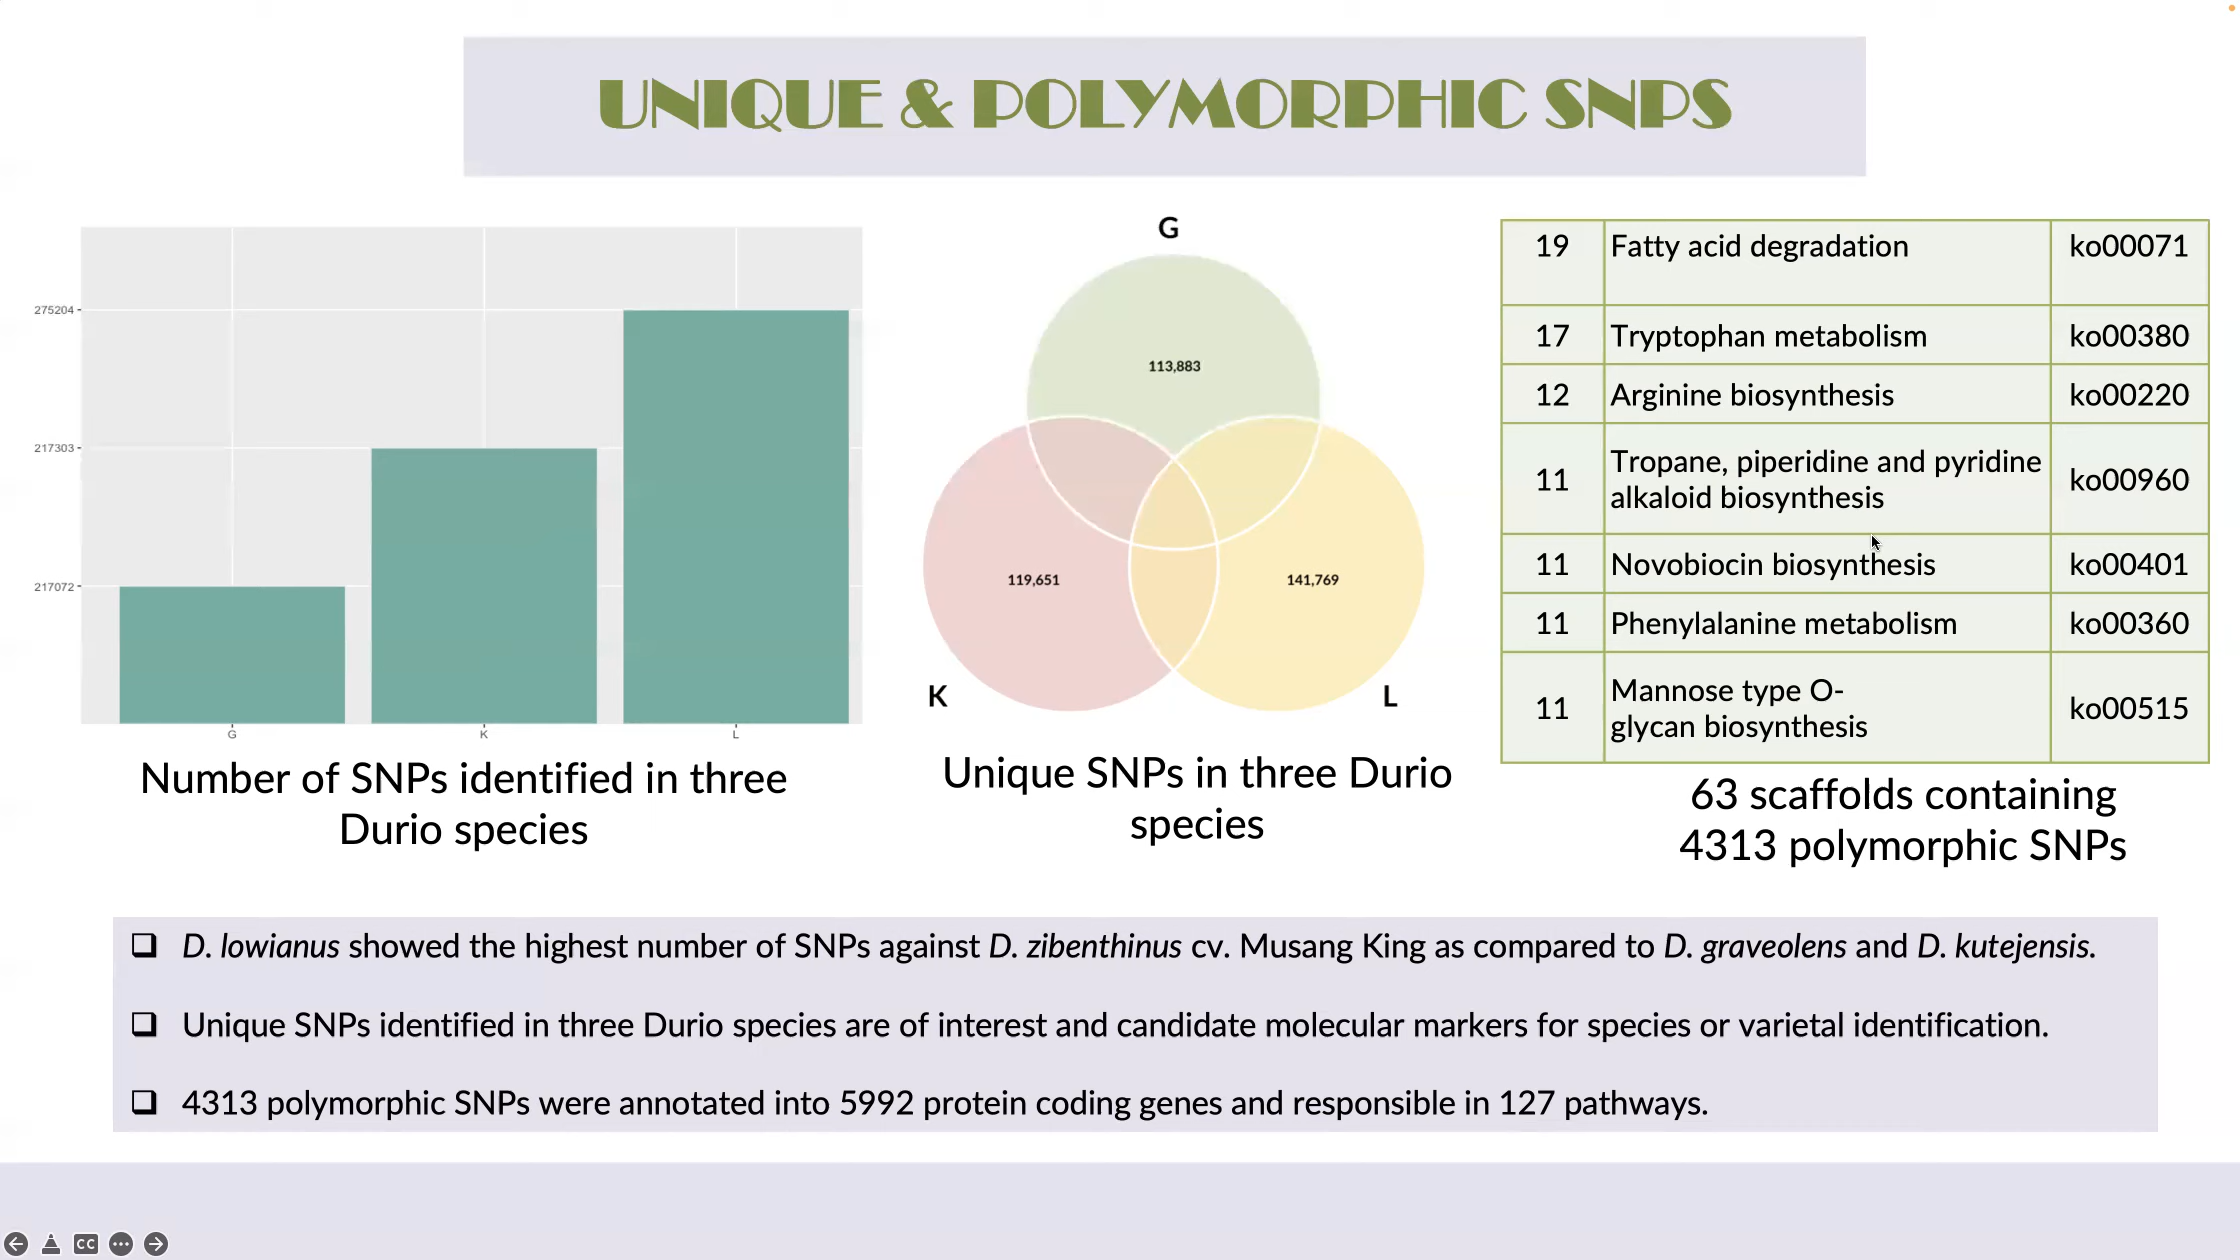 UNIQUE & POLYMORPHIC SNPS
275204
217303
217072
G
K
L
Number of SNPs identified in three
Durio species
G
113,883
119,651
141,769
K
L
Unique SNPs in three Durio
species
19 Fatty acid degradation ko00071
17 Tryptophan metabolism ko00380
12 Arginine biosynthesis ko00220
11 Tropane, piperidine and pyridine
alkaloid biosynthesis ko00960
11 Novobiocin biosynthesis ko00401
11 Phenylalanine metabolism ko00360
11 Mannose type O-
glycan biosynthesis ko00515
63 scaffolds containing
4313 polymorphic SNPs
D. lowianus showed the highest number of SNPs against D. zibenthinus cv. Musang King as compared to D. graveolens and D. kutejensis.
Unique SNPs identified in three Durio species are of interest and candidate molecular markers for species or varietal identification.
4313 polymorphic SNPs were annotated into 5992 protein coding genes and responsible in 127 pathways.
CC